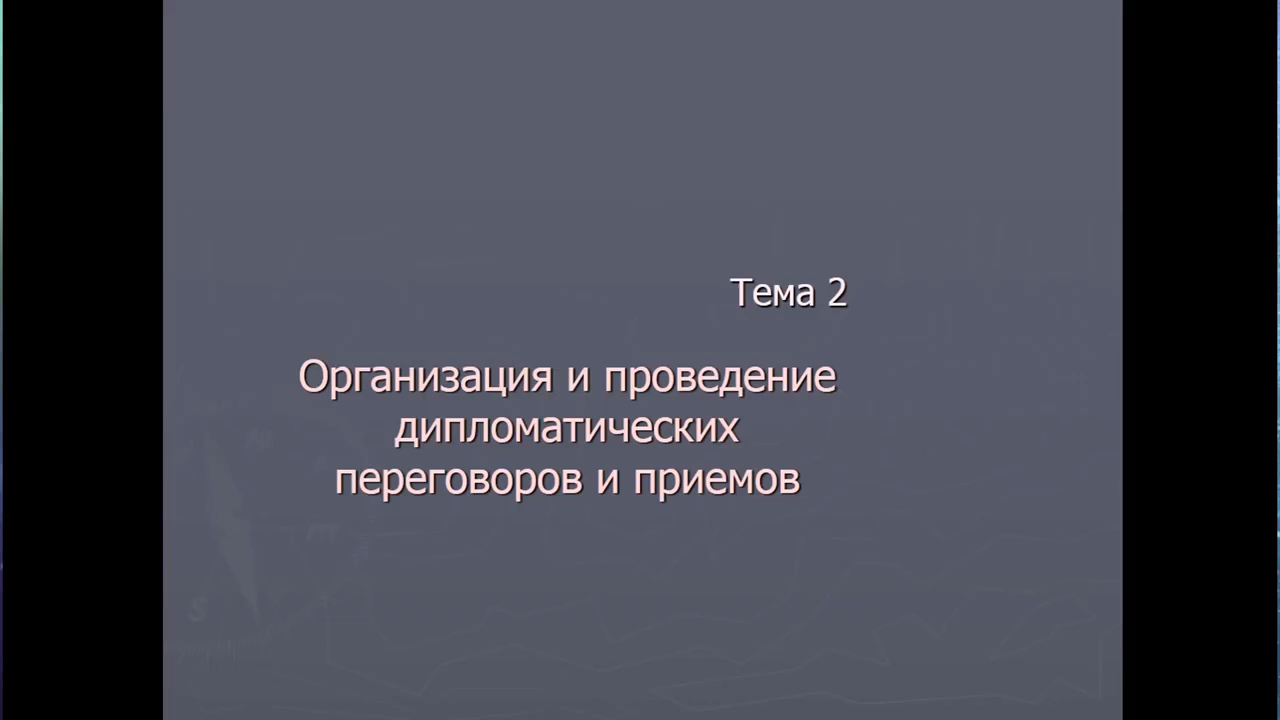 Тема 2
Организация и проведение
дипломатических
переговоров и приемов